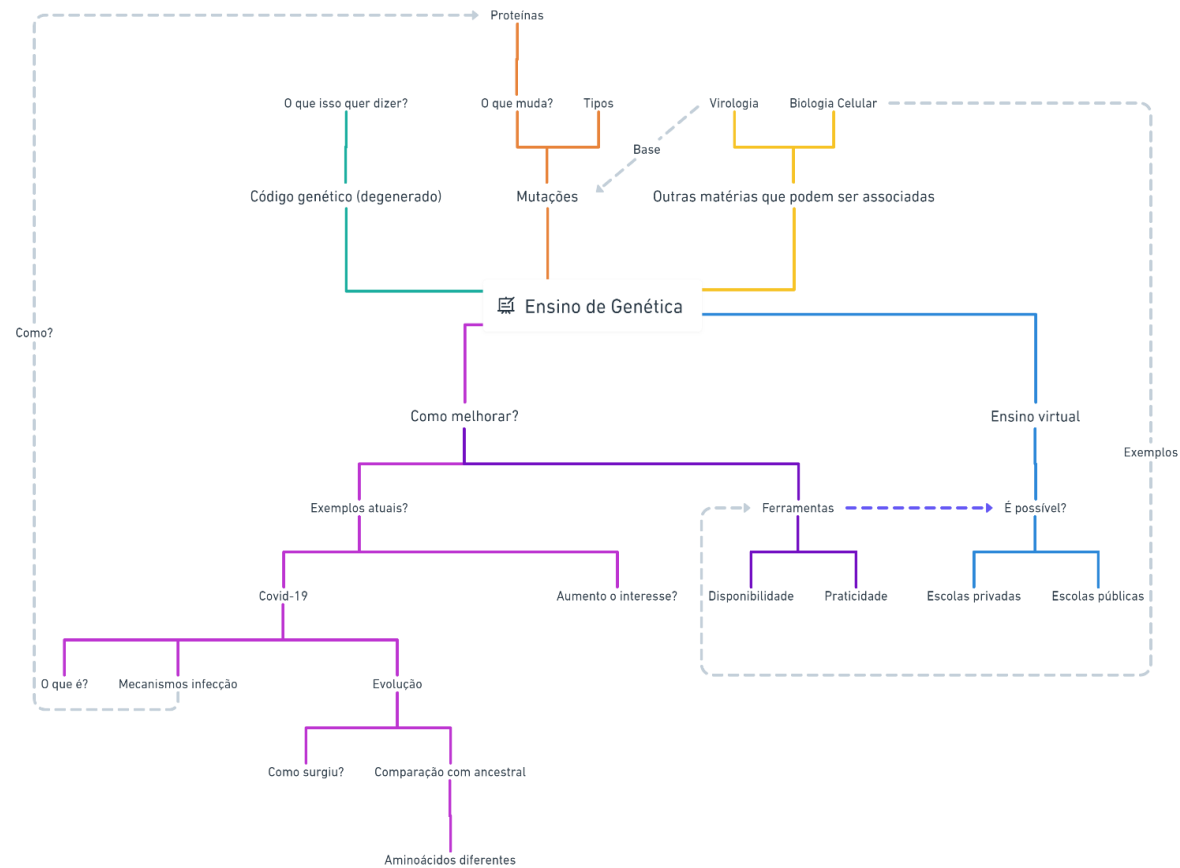 Proteínas
O que isso quer dizer?
O que muda?
Tipos
Virologia
Biologia Celular
Base
Código genético (degenerado)
Mutações
Outras matérias que podem ser associadas
Ensino de Genética
Como?
Como melhorar?
Ensino virtual
Exemplos
Exemplos atuais?
Ferramentas
É possível?
Covid-19
Aumento o interesse?
Disponibilidade
Praticidade
Escolas privadas
Escolas públicas
O que é?
Mecanismos infecção
Evolução
Como surgiu?
Comparação com ancestral
Aminoácidos diferentes